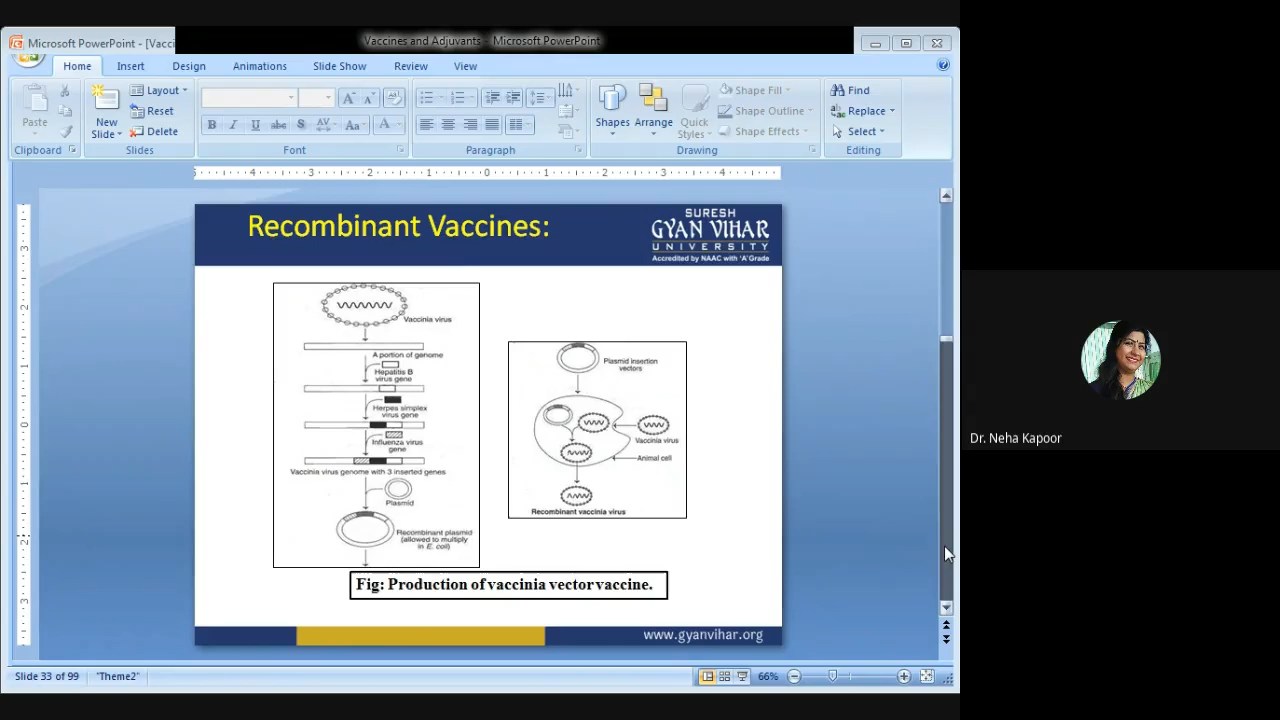 Microsoft PowerPoint - [Vacci
Vaccines and Adjuvants - Microsoft PowerPoint
Home Insert Design Animations Slide Show Review View
Paste
New Slide
Layout
Reset
Delete
Shapes
Arrange
Quick Styles
Shape Fill
Shape Outline
Shape Effects
Find
Replace
Select
Clipboard Slides Font Paragraph Drawing Editing
Recombinant Vaccines:
SURESH
GYAN VIHAR
UNIVERSITY
Accredited by NAAC with 'A' Grade
Vaccinia virus
A portion of genome
Hepatitis B
virus gene
Herpes simplex
virus gene
Influenza virus
gene
Vaccinia virus genome with 3 inserted genes
Plasmid
Recombinant plasmid
(allowed to multiply
in E. coli)
Plasmid insertion
vectors
Vaccinia virus
Animal cell
Recombinant vaccinia virus
Fig: Production of vaccinia vector vaccine.
www.gyanvihar.org
Slide 33 of 99 "Theme2" 66%
Dr. Neha Kapoor